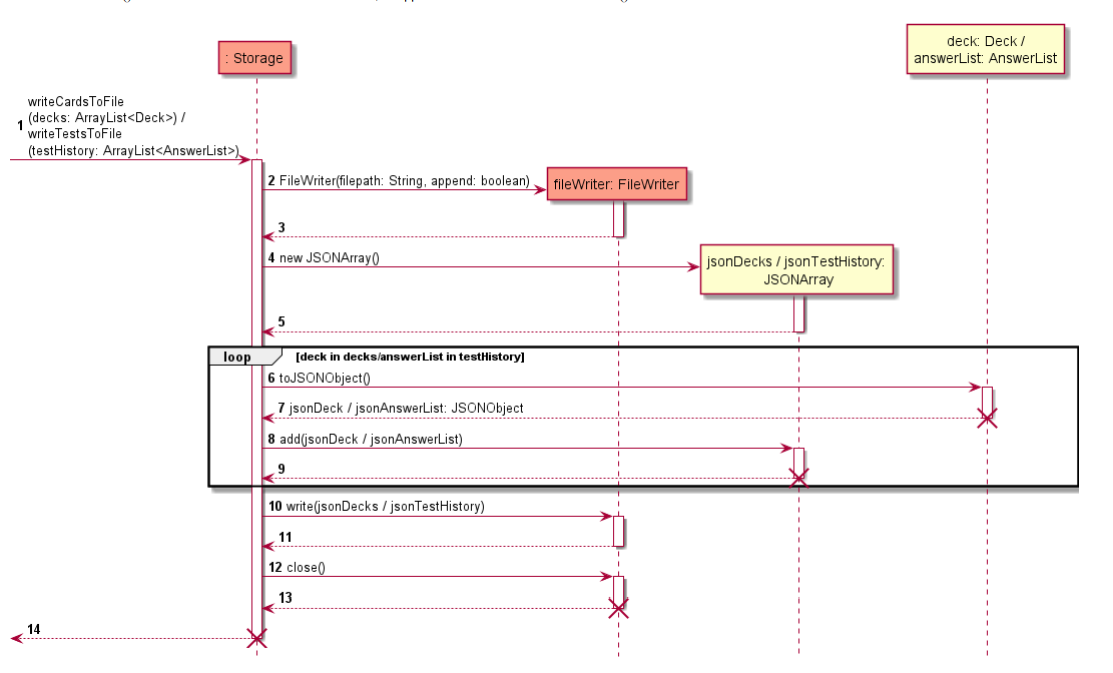 deck: Deck /
answerList: AnswerList
: Storage
writeCardsToFile
(decks: ArrayList<Deck>) /
1 writeTestsToFile
(testHistory: ArrayList<AnswerList>)
2 FileWriter(filepath: String, append: boolean)
fileWriter: FileWriter
3
4 new JSONArray()
jsonDecks / jsonTestHistory:
JSONArray
5
loop [deck in decks/answerList in testHistory]
6 toJSONObject()
7 jsonDeck / jsonAnswerList: JSONObject
8 add(jsonDeck / jsonAnswerList)
9
10 write(jsonDecks / jsonTestHistory)
11
12 close()
13
14